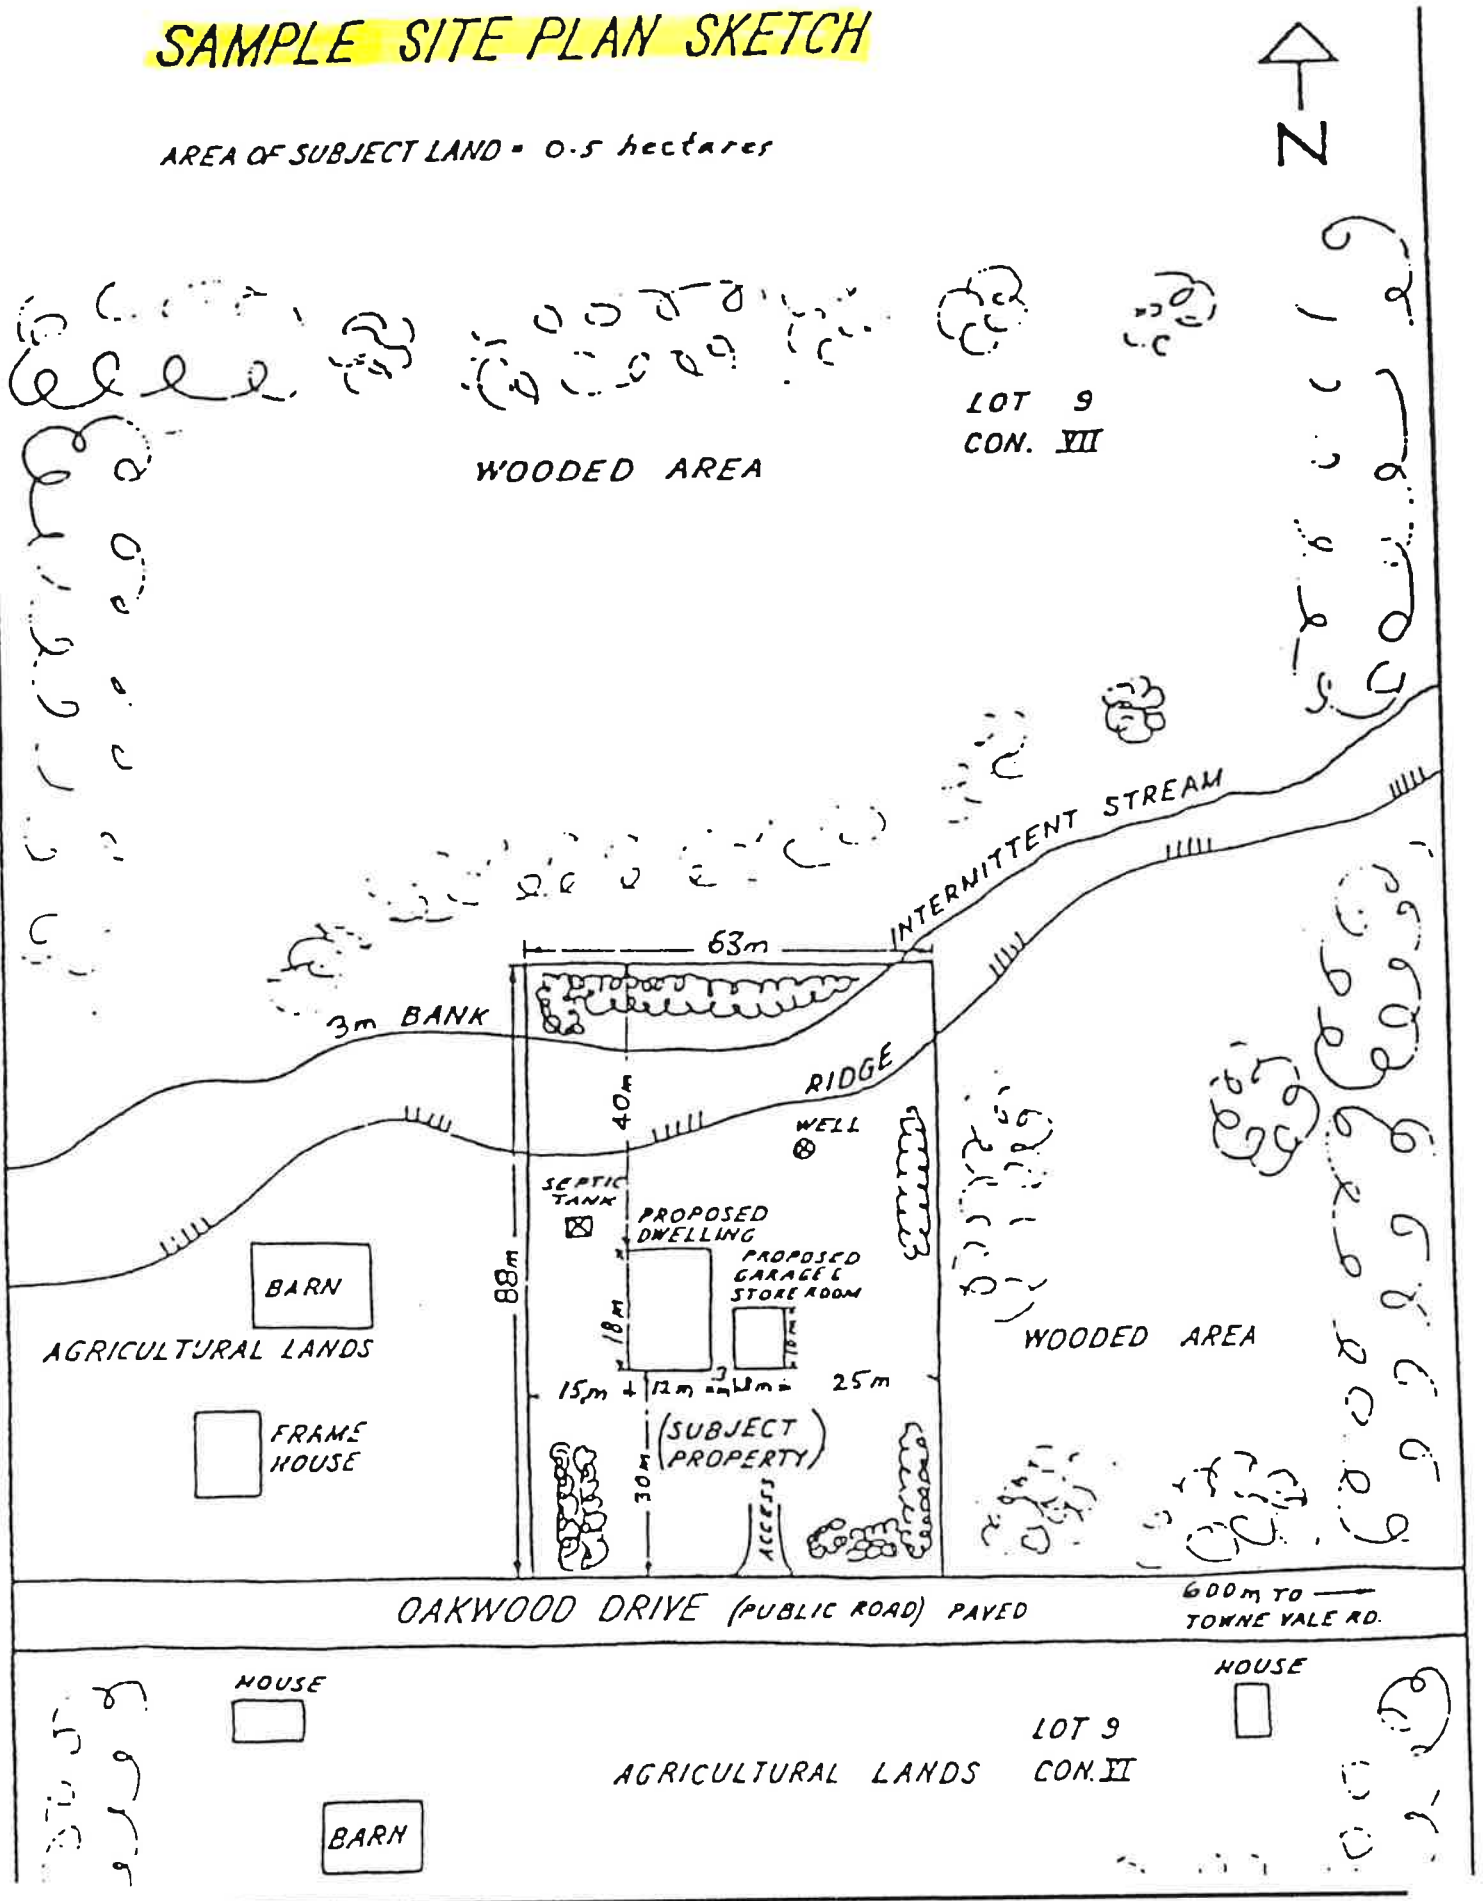 SAMPLE SITE PLAN SKETCH
AREA OF SUBJECT LAND = 0.5 hectares
N
LOT 9
CON. VII
WOODED AREA
INTERMITTENT STREAM
63m
3m BANK
RIDGE
40m
WELL
SEPTIC
TANK
PROPOSED
DWELLING
PROPOSED
GARAGE &
STORE ROOM
88m
BARN
18m
10m
AGRICULTURAL LANDS
WOODED AREA
15m 12m 3m 8m 25m
FRAME
HOUSE
(SUBJECT
PROPERTY)
30m
ACCESS
OAKWOOD DRIVE (PUBLIC ROAD) PAVED
600m TO
TOWNE VALE RD.
HOUSE
HOUSE
LOT 9
CON. VI
AGRICULTURAL LANDS
BARN